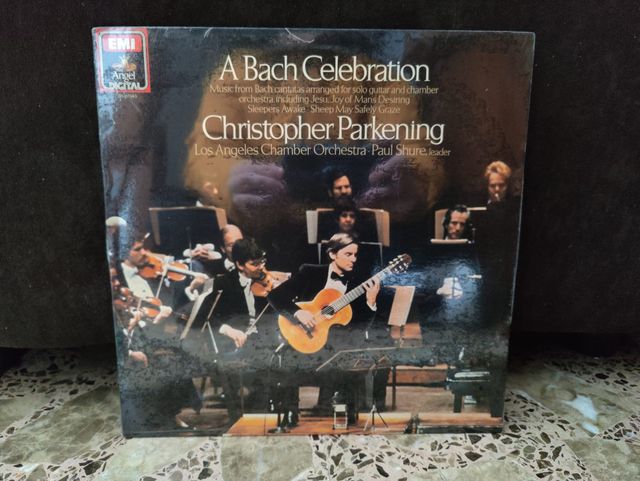 EMI
Angel
DIGITAL
A Bach Celebration
Music from Bach cantatas arranged for solo guitar and chamber
orchestra including Jesu, Joy of Man's Desiring
Sleepers Awake · Sheep May Safely Graze
Christopher Parkening
Los Angeles Chamber Orchestra · Paul Shure, leader